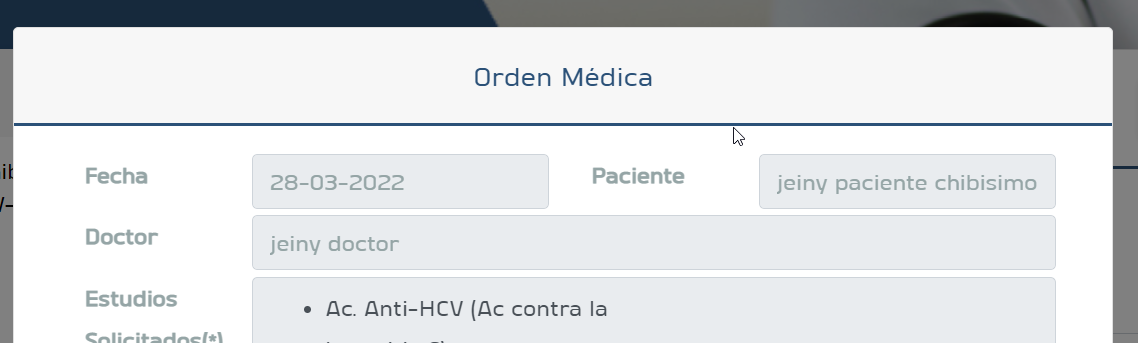 Orden Médica
Fecha 28-03-2022 Paciente jeiny paciente chibisimo
Doctor jeiny doctor
Estudios
Solicitados(*)
• Ac. Anti-HCV (Ac contra la